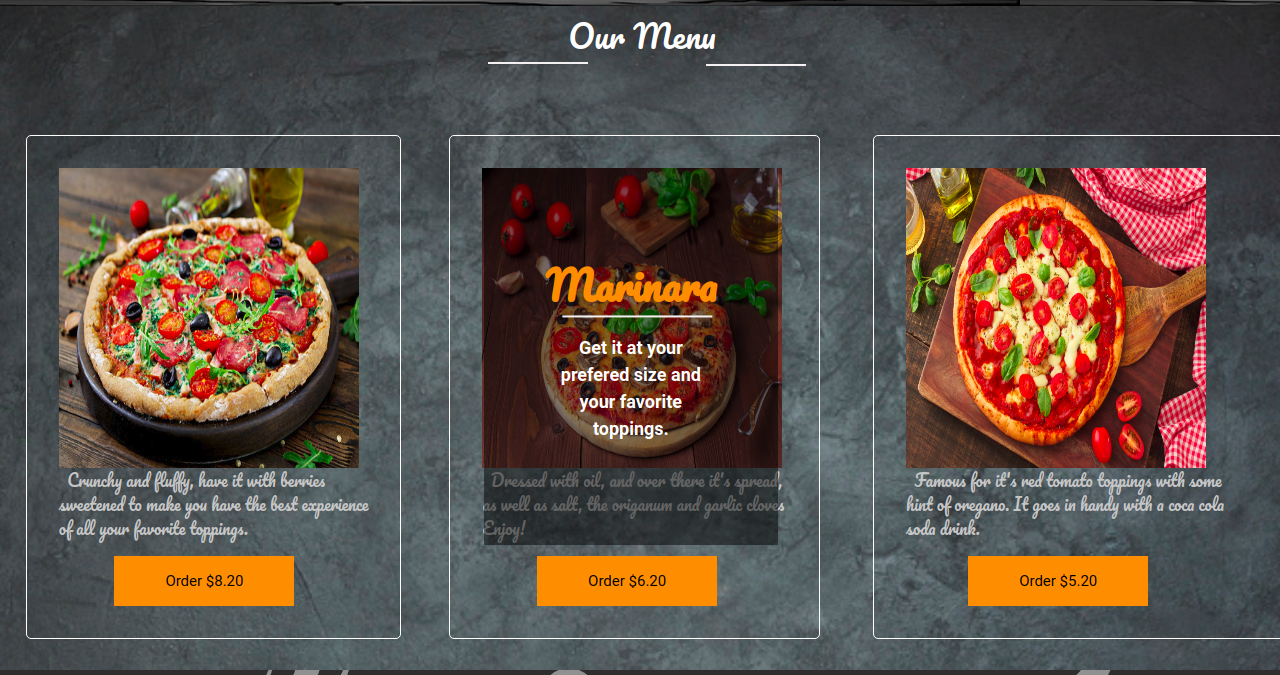 Our Menu
Crunchy and fluffy, have it with berries
sweetened to make you have the best experience
of all your favorite toppings.
Order $8.20
Marinara
Get it at your
prefered size and
your favorite
toppings.
Dressed with oil, and over there it's spread,
as well as salt, the origanum and garlic cloves
Enjoy!
Order $6.20
Famous for it's red tomato toppings with some
hint of oregano. It goes in handy with a coca cola
soda drink.
Order $5.20